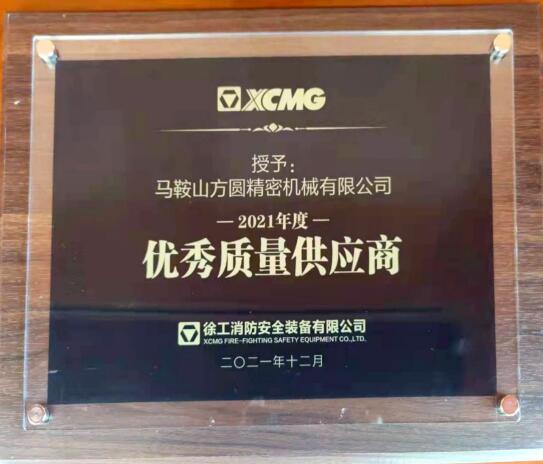 XCMG
授予：
马鞍山方圆精密机械有限公司
— 2021年度 —
优秀质量供应商
徐工消防安全装备有限公司
XCMG FIRE-FIGHTING SAFETY EQUIPMENT CO.,LTD.
二〇二一年十二月